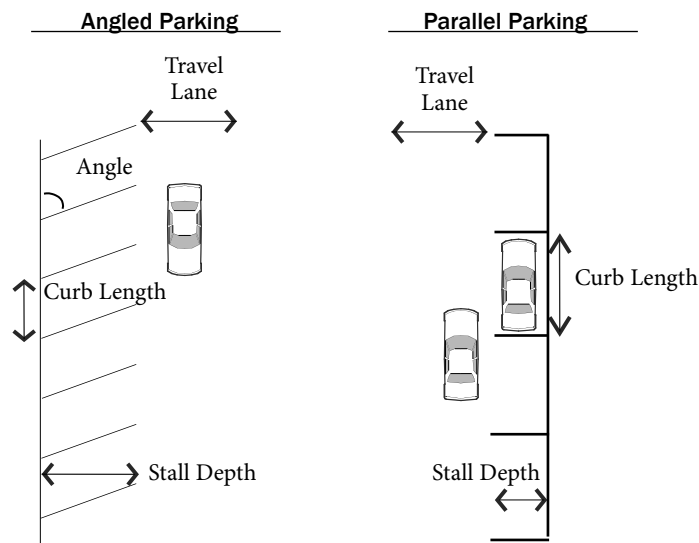 Angled Parking
Travel
Lane
Angle
Curb Length
Stall Depth
Parallel Parking
Travel
Lane
Curb Length
Stall Depth